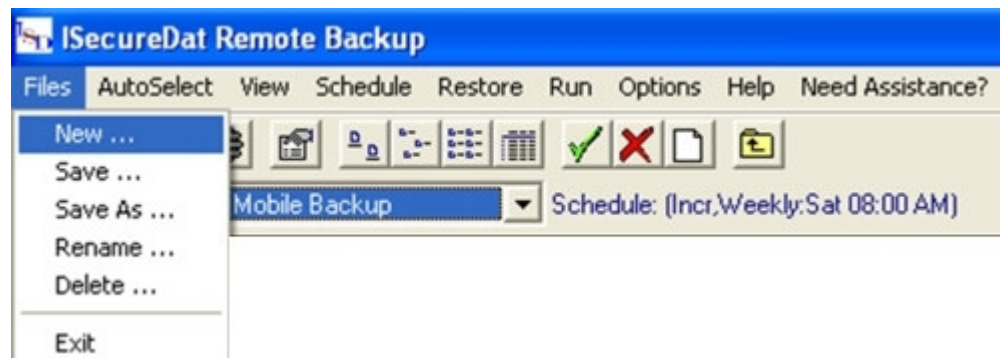 ISecureDat Remote Backup
Files AutoSelect View Schedule Restore Run Options Help Need Assistance?
New ...
Save ...
Save As ...
Mobile Backup Schedule: (Incr,Weekly:Sat 08:00 AM)
Rename ...
Delete ...
Exit